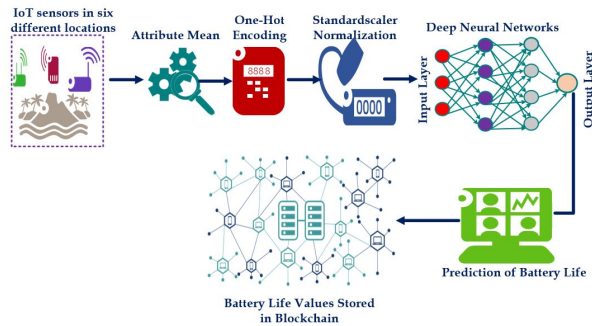 IoT sensors in six
different locations
Attribute Mean
One-Hot
Encoding
8888
Standardscaler
Normalization
0000
Deep Neural Networks
Input Layer
Output Layer
Prediction of Battery Life
Battery Life Values Stored
in Blockchain